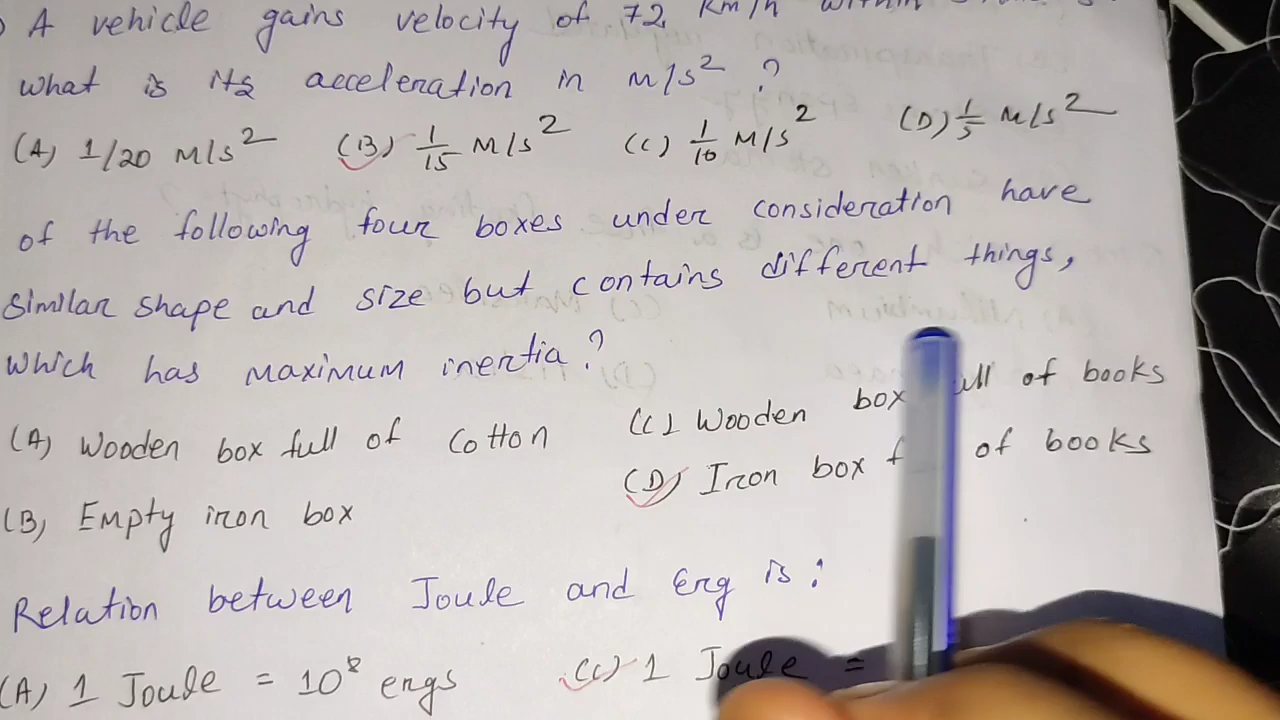 A vehicle gains velocity of 72 Km/h within
what is its acceleration in m/s² ?
(A) 1/20 m/s² (B) 1/15 m/s² (C) 1/10 m/s² (D) 1/5 m/s²
of the following four boxes under consideration have
similar shape and size but contains different things,
which has maximum inertia?
(A) Wooden box full of cotton (C) Wooden box full of books
(B) Empty iron box (D) Iron box of books
Relation between Joule and Erg is:
(A) 1 Joule = 10⁸ ergs (C) 1 Joule =